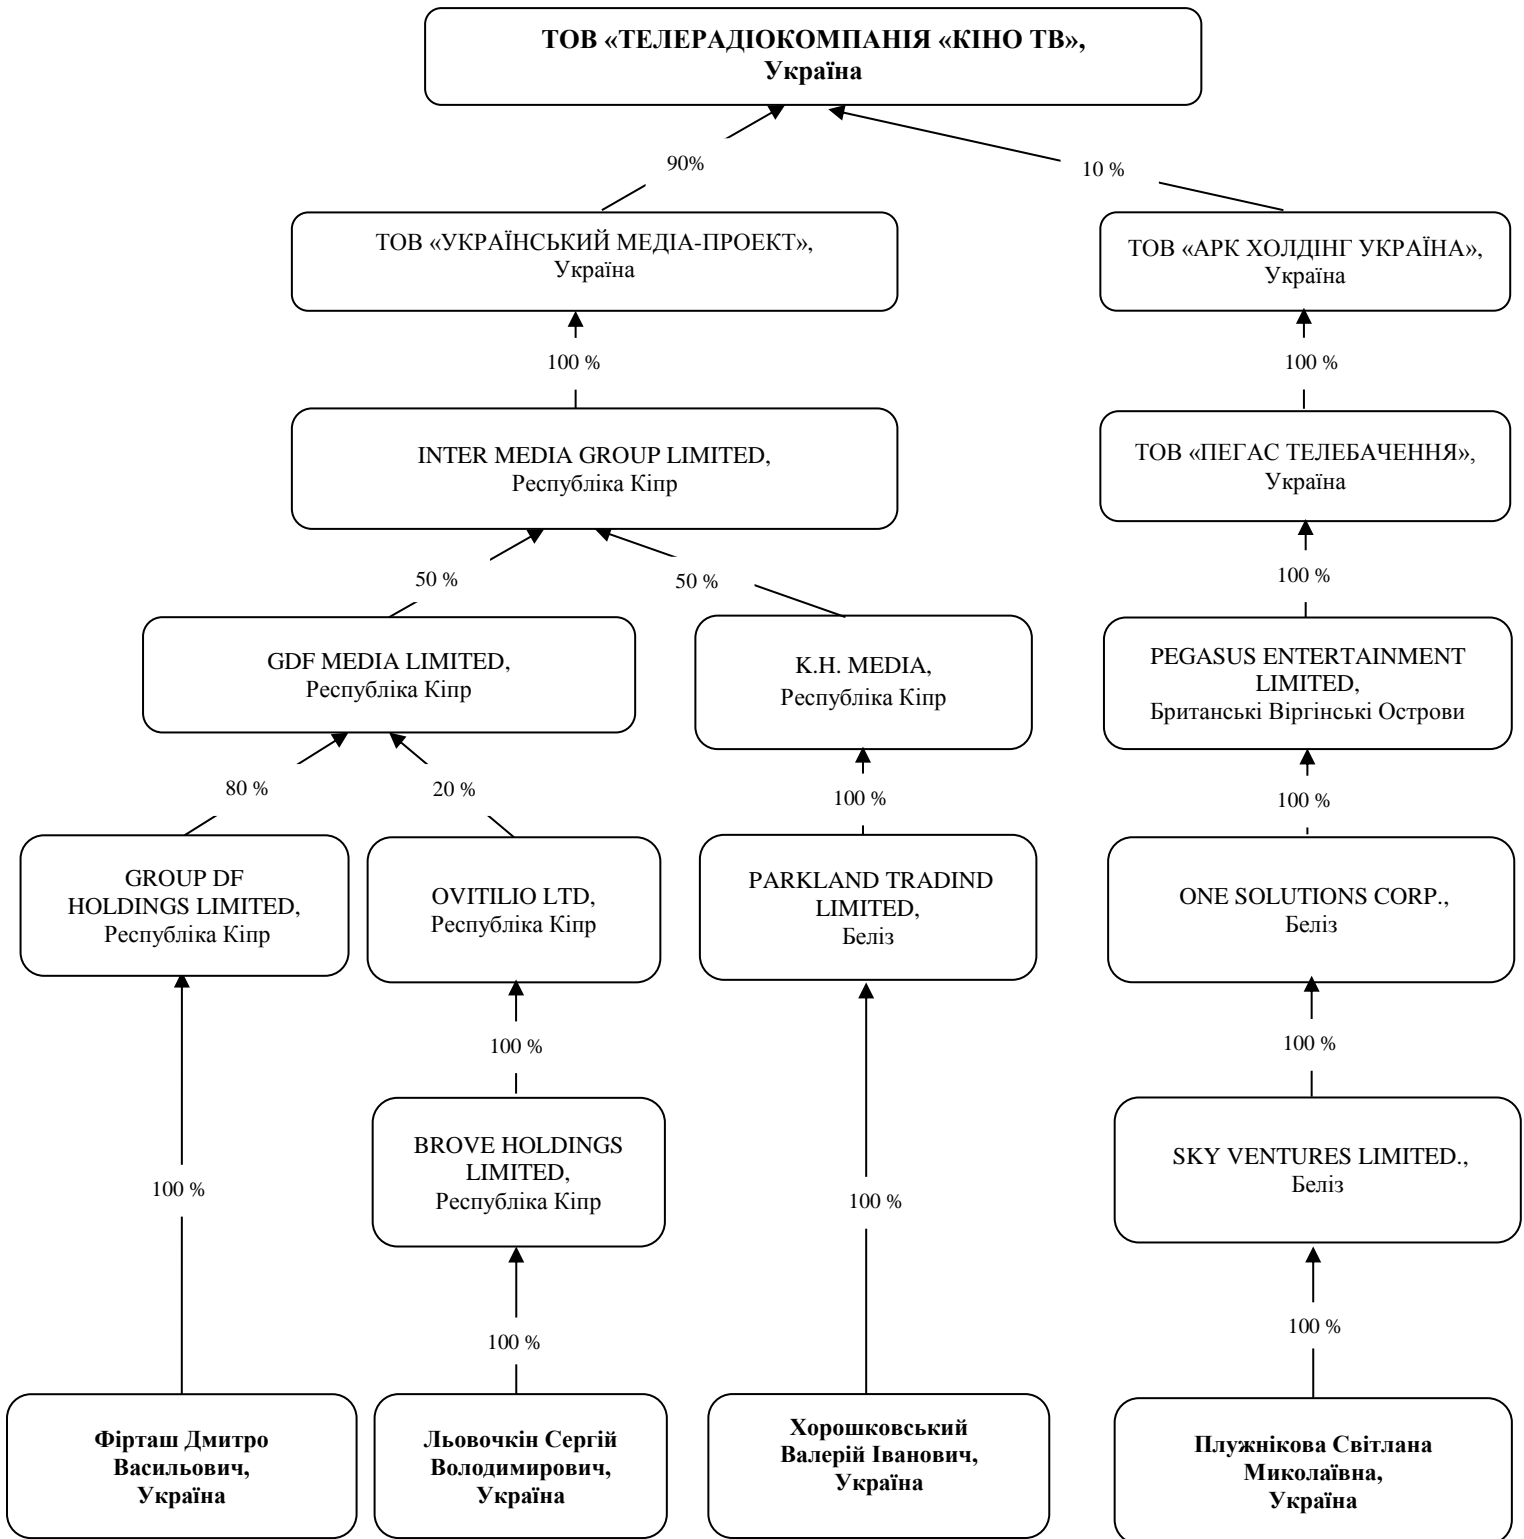 ТОВ «ТЕЛЕРАДІОКОМПАНІЯ «КІНО ТВ»,
Україна
90%
10 %
ТОВ «УКРАЇНСЬКИЙ МЕДІА-ПРОЕКТ»,
Україна
ТОВ «АРК ХОЛДІНГ УКРАЇНА»,
Україна
100 %
100 %
INTER MEDIA GROUP LIMITED,
Республіка Кіпр
ТОВ «ПЕГАС ТЕЛЕБАЧЕННЯ»,
Україна
50 %
50 %
100 %
GDF MEDIA LIMITED,
Республіка Кіпр
K.H. MEDIA,
Республіка Кіпр
PEGASUS ENTERTAINMENT
LIMITED,
Британські Віргінські Острови
80 %
20 %
100 %
100 %
GROUP DF
HOLDINGS LIMITED,
Республіка Кіпр
OVITILIO LTD,
Республіка Кіпр
PARKLAND TRADIND
LIMITED,
Беліз
ONE SOLUTIONS CORP.,
Беліз
100 %
100 %
BROVE HOLDINGS
LIMITED,
Республіка Кіпр
SKY VENTURES LIMITED.,
Беліз
100 %
100 %
100 %
100 %
Фірташ Дмитро
Васильович,
Україна
Льовочкін Сергій
Володимирович,
Україна
Хорошковський
Валерій Іванович,
Україна
Плужнікова Світлана
Миколаївна,
Україна